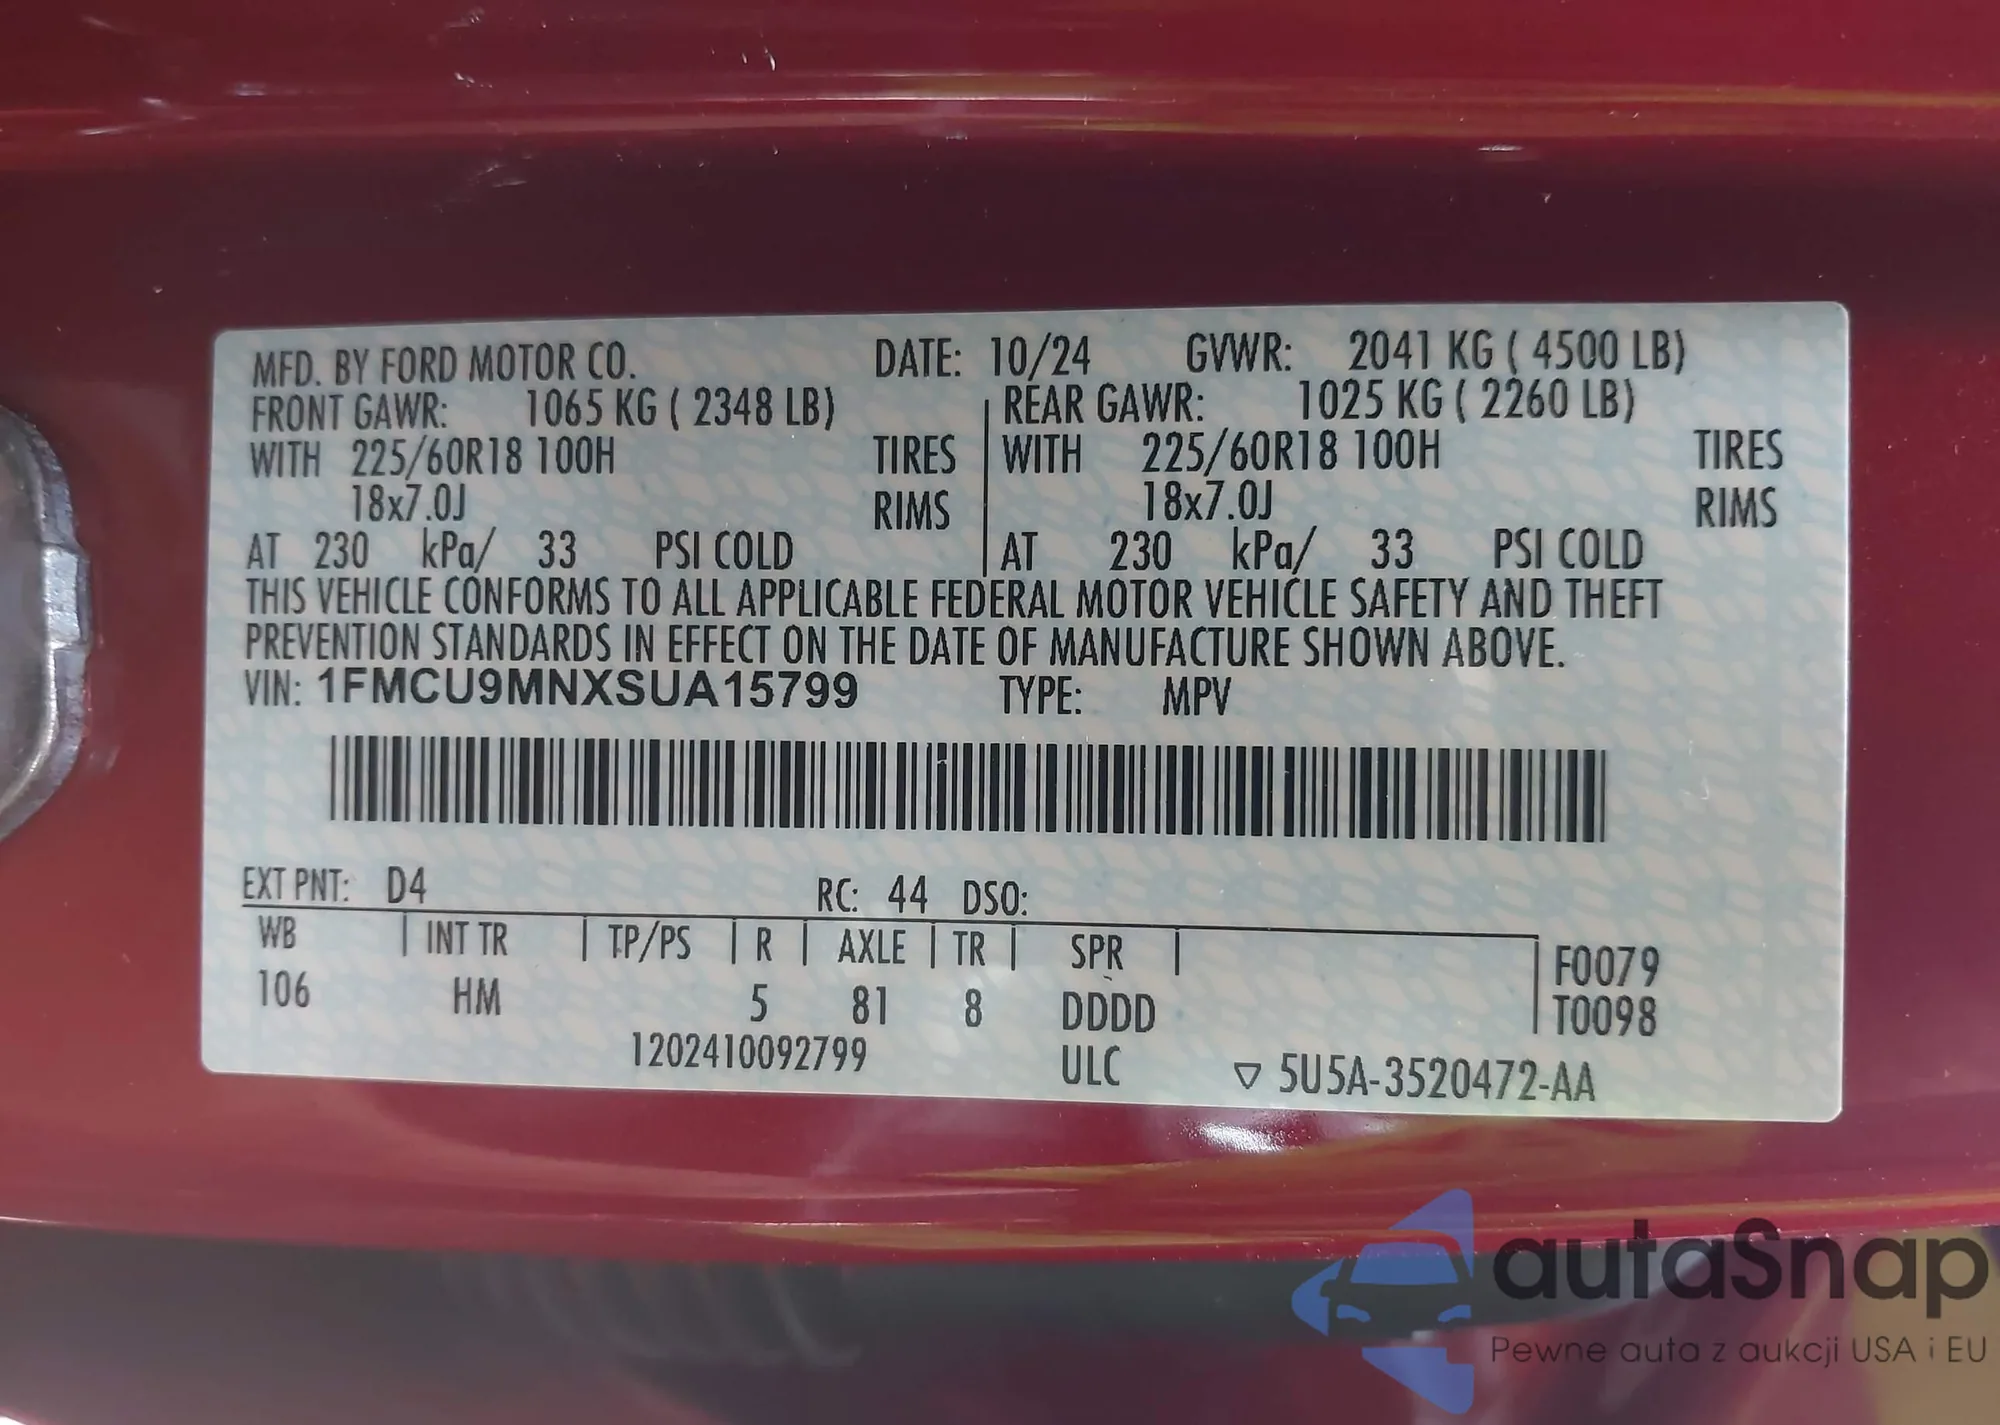 MFD. BY FORD MOTOR CO. DATE: 10/24 GVWR: 2041 KG ( 4500 LB)
FRONT GAWR: 1065 KG ( 2348 LB) REAR GAWR: 1025 KG ( 2260 LB)
WITH 225/60R18 100H TIRES WITH 225/60R18 100H TIRES
18x7.0J RIMS 18x7.0J RIMS
AT 230 kPa/ 33 PSI COLD AT 230 kPa/ 33 PSI COLD
THIS VEHICLE CONFORMS TO ALL APPLICABLE FEDERAL MOTOR VEHICLE SAFETY AND THEFT
PREVENTION STANDARDS IN EFFECT ON THE DATE OF MANUFACTURE SHOWN ABOVE.
VIN: 1FMCU9MNXSUA15799 TYPE: MPV
EXT PNT: D4 RC: 44 DSO:
WB INT TR TP/PS R AXLE TR SPR F0079
106 HM 5 81 8 DDDD T0098
1202410092799 ULC ▽ 5U5A-3520472-AA
autaSnap
Pewne auta z aukcji USA i EU